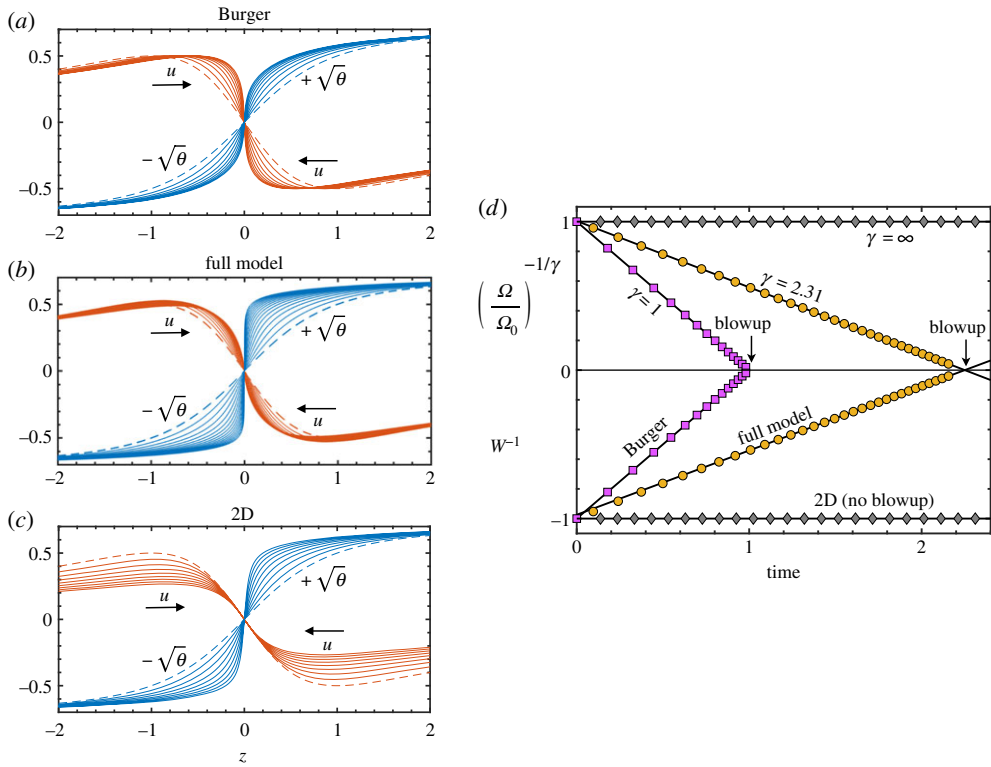 (a)
Burger
0.5
0
−0.5
u
+ √θ
− √θ
u
−2
−1
0
1
2
(b)
full model
0.5
0
−0.5
u
+ √θ
− √θ
u
−2
−1
0
1
2
(c)
2D
0.5
0
−0.5
u
+ √θ
− √θ
u
−2
−1
0
1
2
z
(d)
(Ω/Ω₀)^−1/γ
W⁻¹
1
0
−1
γ = ∞
γ = 2.31
γ = 1
blowup
blowup
Burger
full model
2D (no blowup)
0
1
2
time